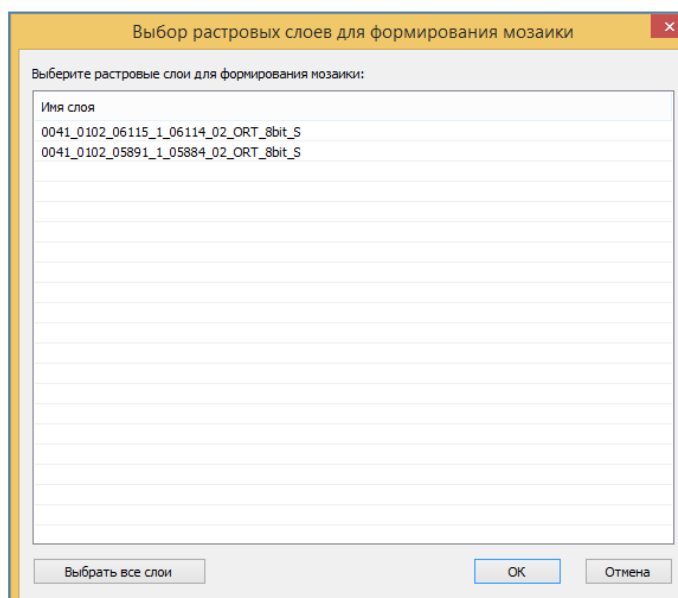 Выбор растровых слоев для формирования мозаики
Выберите растровые слои для формирования мозаики:
Имя слоя
0041_0102_06115_1_06114_02_ORT_8bit_S
0041_0102_05891_1_05884_02_ORT_8bit_S
Выбрать все слои
ОК
Отмена